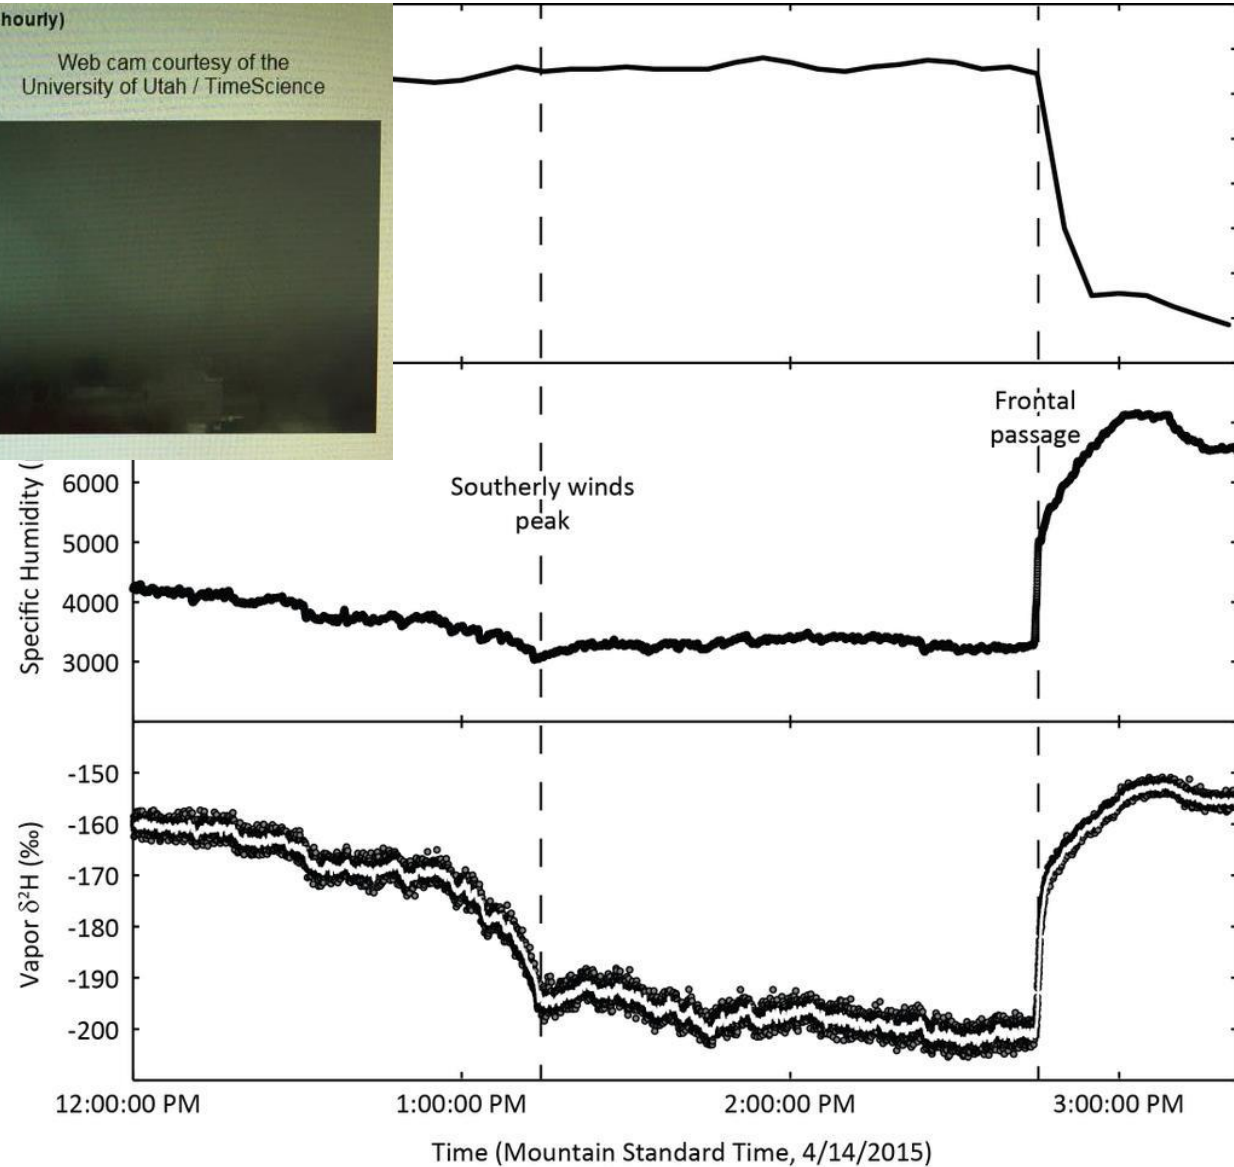 hourly)
Web cam courtesy of the
University of Utah / TimeScience
Frontal
passage
Southerly winds
peak
Specific Humidity (
6000
5000
4000
3000
Vapor δ²H (‰)
-150
-160
-170
-180
-190
-200
12:00:00 PM 1:00:00 PM 2:00:00 PM 3:00:00 PM
Time (Mountain Standard Time, 4/14/2015)